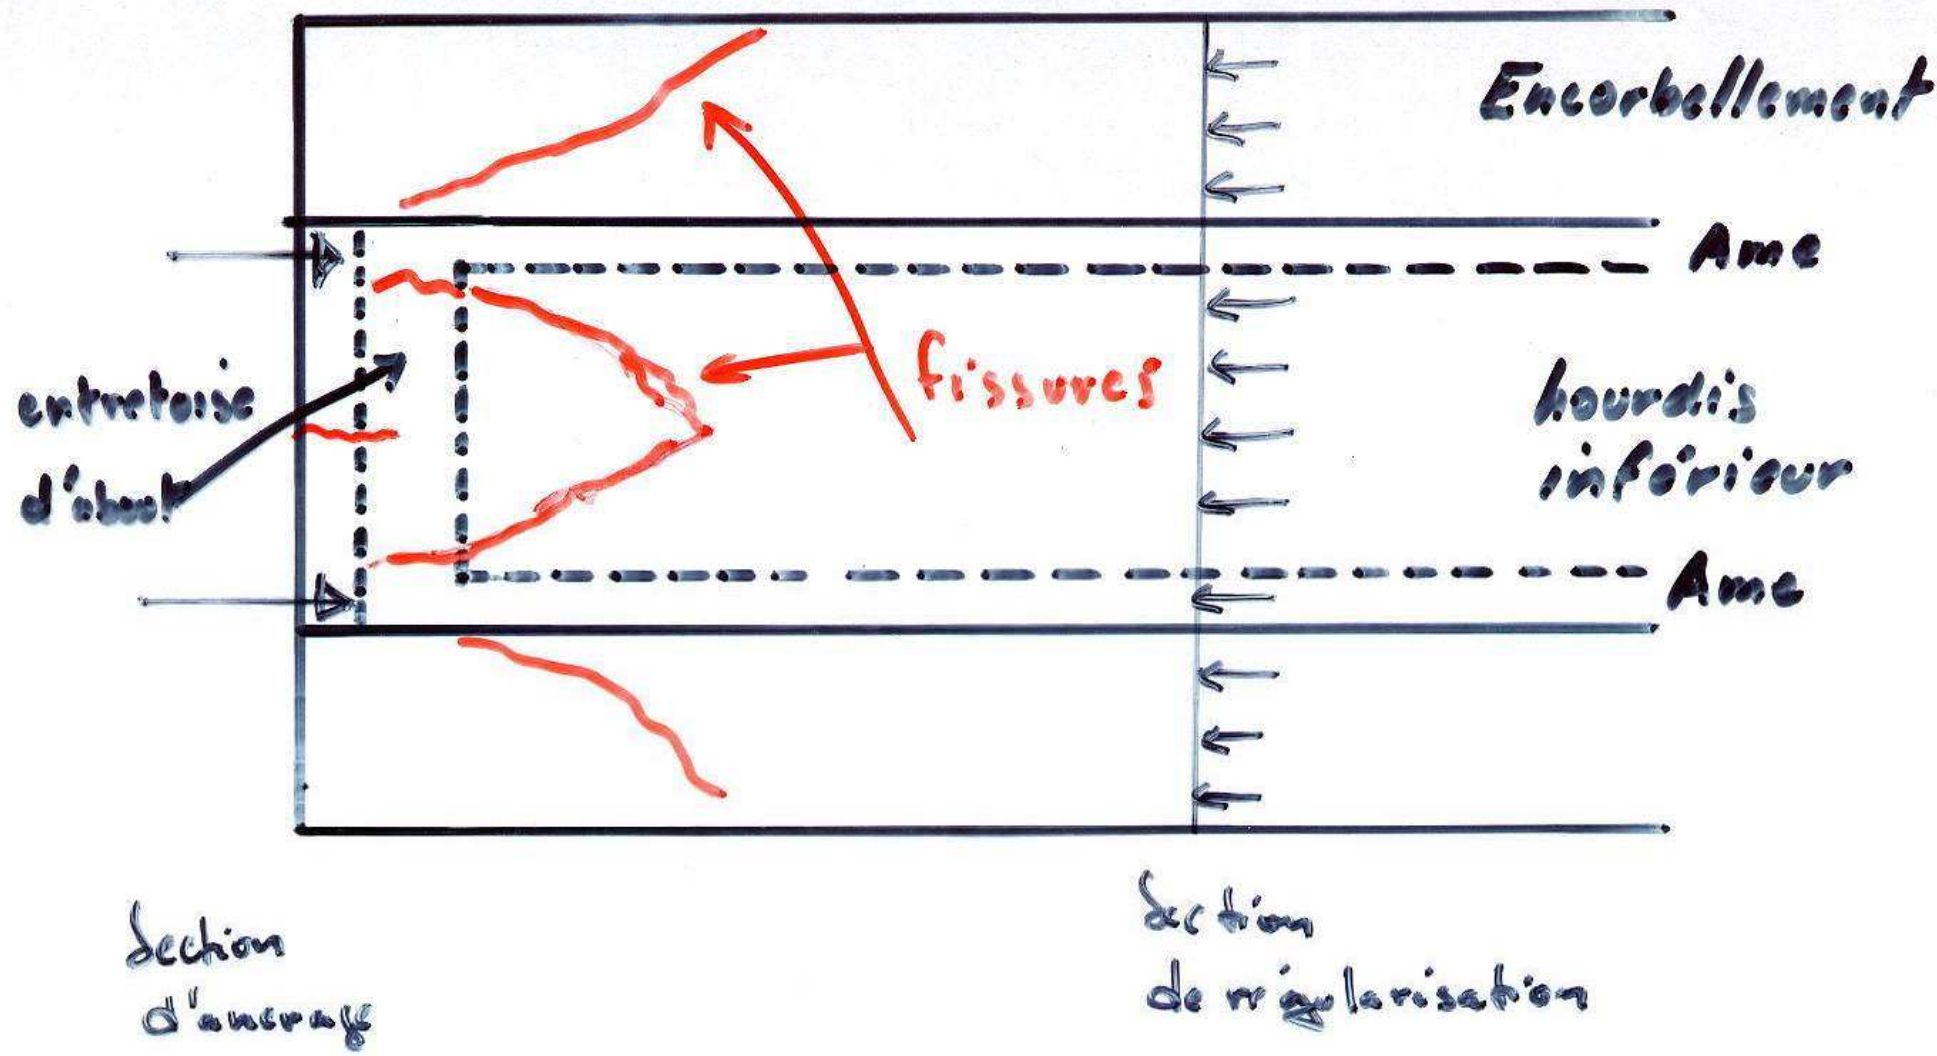 Encorbellement
Ame
fissures
entretoise
d'about
hourdis
inférieur
Ame
Section
d'ancrage
Section
de régularisation